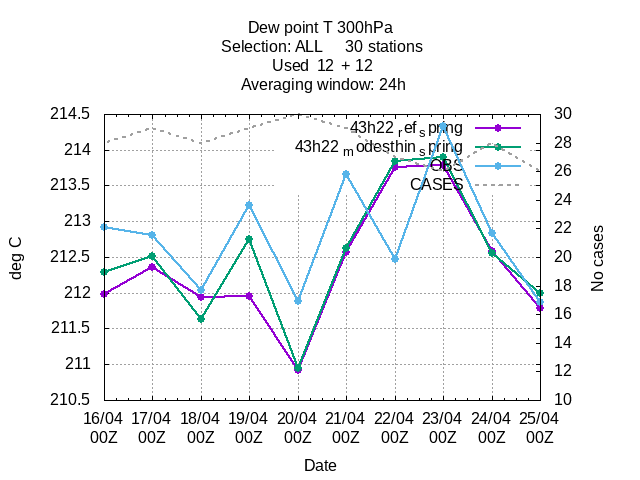 Dew point T 300hPa
Selection: ALL 30 stations
Used 12 + 12
Averaging window: 24h
43h22_ref_spring
43h22_modesthin_spring
OBS
CASES
214.5
214
213.5
213
212.5
212
211.5
211
210.5
30
28
26
24
22
20
18
16
14
12
10
deg C
No cases
16/04 17/04 18/04 19/04 20/04 21/04 22/04 23/04 24/04 25/04
00Z 00Z 00Z 00Z 00Z 00Z 00Z 00Z 00Z 00Z
Date